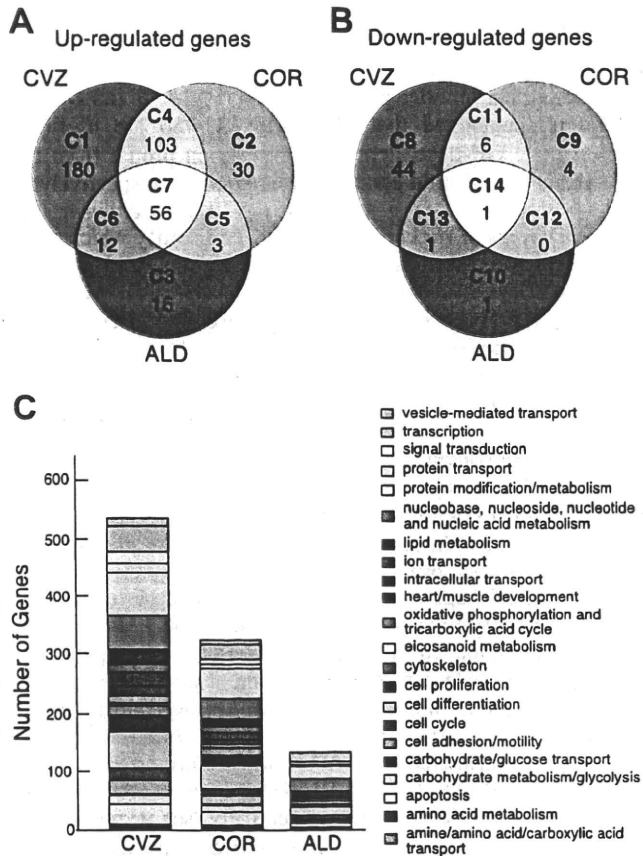 A
Up-regulated genes
CVZ
COR
C4
103
C1
180
C2
30
C7
56
C6
12
C5
3
C3
16
ALD
B
Down-regulated genes
CVZ
COR
C11
6
C8
44
C9
4
C14
1
C13
1
C12
0
C10
1
ALD
C
Number of Genes
600
500
400
300
200
100
0
CVZ
COR
ALD
vesicle-mediated transport
transcription
signal transduction
protein transport
protein modification/metabolism
nucleobase, nucleoside, nucleotide
and nucleic acid metabolism
lipid metabolism
ion transport
intracellular transport
heart/muscle development
oxidative phosphorylation and
tricarboxylic acid cycle
eicosanoid metabolism
cytoskeleton
cell proliferation
cell differentiation
cell cycle
cell adhesion/motility
carbohydrate/glucose transport
carbohydrate metabolism/glycolysis
apoptosis
amino acid metabolism
amine/amino acid/carboxylic acid
transport